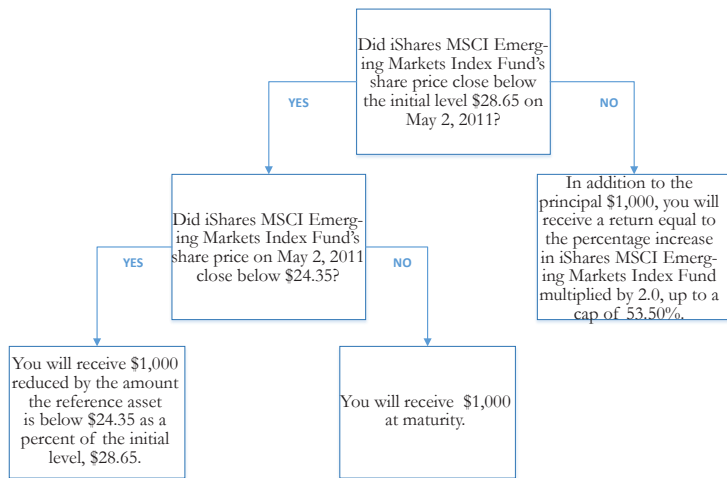 Did iShares MSCI Emerg-
ing Markets Index Fund's
share price close below
the initial level $28.65 on
May 2, 2011?
YES
NO
Did iShares MSCI Emerg-
ing Markets Index Fund's
share price on May 2, 2011
close below $24.35?
In addition to the
principal $1,000, you will
receive a return equal to
the percentage increase
in iShares MSCI Emerg-
ing Markets Index Fund
multiplied by 2.0, up to a
cap of 53.50%.
YES
NO
You will receive $1,000
reduced by the amount
the reference asset
is below $24.35 as a
percent of the initial
level, $28.65.
You will receive $1,000
at maturity.